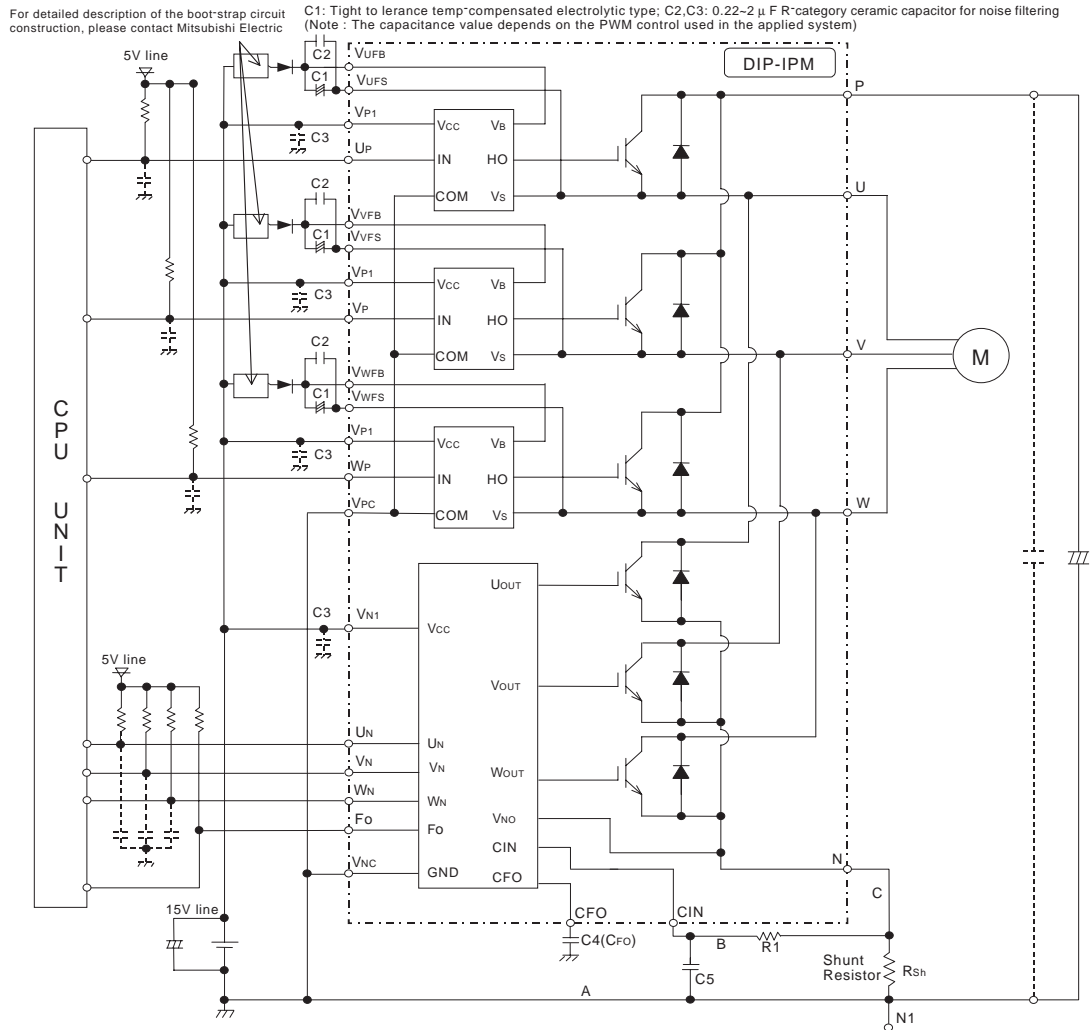 For detailed description of the boot-strap circuit
construction, please contact Mitsubishi Electric
C1: Tight to lerance temp-compensated electrolytic type; C2,C3: 0.22~2 μ F R-category ceramic capacitor for noise filtering
(Note : The capacitance value depends on the PWM control used in the applied system)
DIP-IPM
5V line
C2
VUFB
C1
VUFS
P
VP1
C3
VCC
VB
UP
IN
HO
COM
VS
U
C2
VVFB
C1
VVFS
VP1
C3
VCC
VB
VP
IN
HO
COM
VS
V
M
C2
VWFB
C1
VWFS
VP1
C3
VCC
VB
WP
IN
HO
VPC
COM
VS
W
CPU UNIT
UOUT
C3
VN1
VCC
5V line
VOUT
UN
UN
VN
VN
WOUT
WN
WN
VNO
Fo
Fo
CIN
VNC
GND
CFO
N
C
15V line
CFO
CIN
C4(CFO)
B
R1
C5
Shunt
Resistor
RSh
A
N1